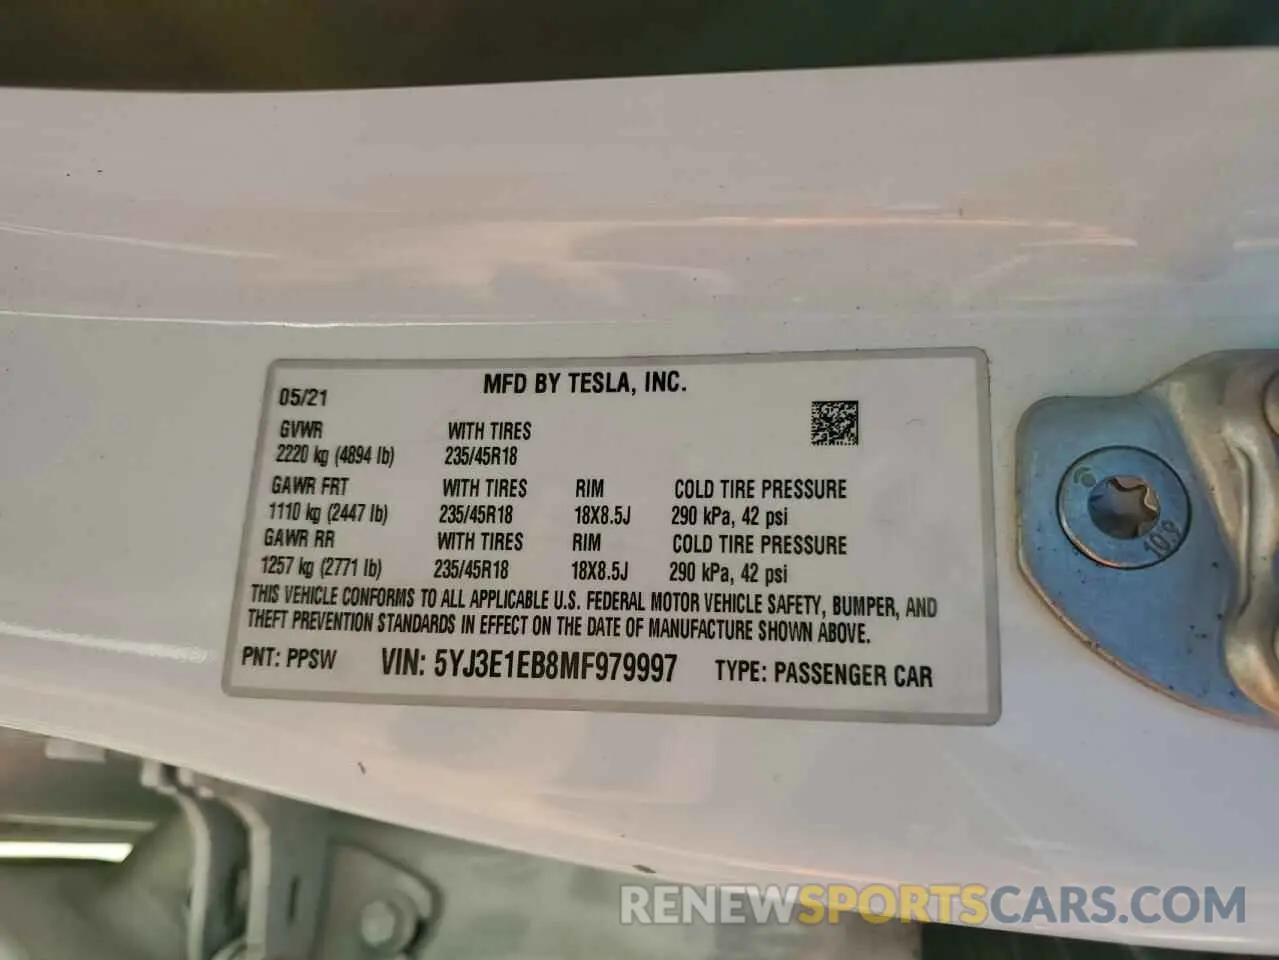 MFD BY TESLA, INC.
05/21
GVWR WITH TIRES
2220 kg (4894 lb) 235/45R18
GAWR FRT WITH TIRES RIM COLD TIRE PRESSURE
1110 kg (2447 lb) 235/45R18 18X8.5J 290 kPa, 42 psi
GAWR RR WITH TIRES RIM COLD TIRE PRESSURE
1257 kg (2771 lb) 235/45R18 18X8.5J 290 kPa, 42 psi
THIS VEHICLE CONFORMS TO ALL APPLICABLE U.S. FEDERAL MOTOR VEHICLE SAFETY, BUMPER, AND
THEFT PREVENTION STANDARDS IN EFFECT ON THE DATE OF MANUFACTURE SHOWN ABOVE.
PNT: PPSW VIN: 5YJ3E1EB8MF979997 TYPE: PASSENGER CAR
10.9
RENEWSPORTSCARS.COM